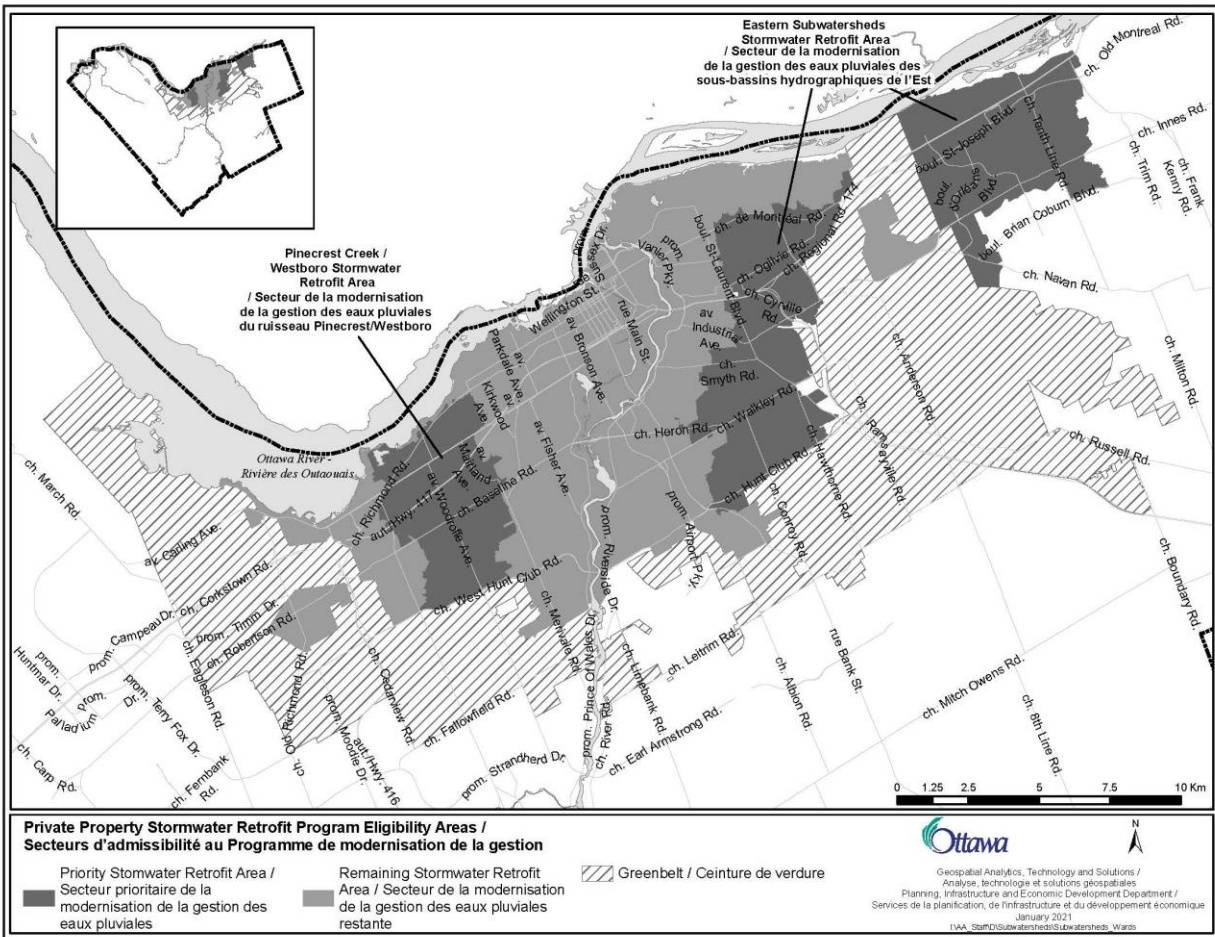 Eastern Subwatersheds
Stormwater Retrofit Area
/ Secteur de la modernisation
de la gestion des eaux pluviales des
sous-bassins hydrographiques de l'Est
ch. Old Montreal Rd.
ch. Innes Rd.
ch. Frank
Kenny Rd.
ch. Trim Rd.
ch. Tenth Line Rd.
boul. St-Joseph Blvd.
boul.
d'Orléans
Blvd.
boul. Brian Coburn Blvd.
ch. Navan Rd.
ch. Milton Rd.
ch. de Montréal Rd.
ch. Regional Rd. 174
ch. Ogilvie Rd.
boul. St-Laurent Blvd.
prom.
Vanier Pky.
ch. Cyrville
Rd.
av.
Industrial
Ave.
ch.
Smyth Rd.
ch. Walkley Rd.
ch. Heron Rd.
ch. Hunt Club Rd.
ch. Anderson Rd.
ch. Ramsayville Rd.
ch. Hawthorne Rd.
ch. Conroy Rd.
ch. Russell Rd.
ch. Boundary Rd.
Sussex Dr.
Wellington St.
rue Main St.
av. Bronson Ave.
av.
Parkdale Ave.
av.
Kirkwood
Ave.
av. Fisher Ave.
Pinecrest Creek /
Westboro Stormwater
Retrofit Area
/ Secteur de la modernisation
de la gestion des eaux pluviales
du ruisseau Pinecrest/Westboro
Ottawa River -
Rivière des Outaouais
ch. Richmond Rd.
aut./Hwy. 417
av.
Maitland
Ave.
ch. Baseline Rd.
av. Woodroffe Ave.
ch. West Hunt Club Rd.
ch. Merivale Rd.
prom. Riverside Dr.
prom. Airport Pky.
ch. March Rd.
av. Carling Ave.
ch. Corkstown Rd.
prom. Campeau Dr.
prom. Timm Dr.
ch. Robertson Rd.
prom.
Huntmar Dr.
prom.
Palladium
Dr.
prom. Terry Fox Dr.
ch. Eagleson Rd.
ch. Old Richmond Rd.
ch. Carp Rd.
ch. Fernbank
Rd.
prom. Moodie Dr.
aut./Hwy. 416
ch. Cedarview Rd.
ch. Fallowfield Rd.
prom. Strandherd Dr.
prom. Prince Of Wales Dr.
ch. River Rd.
ch. Limebank Rd.
ch. Earl Armstrong Rd.
ch. Leitrim Rd.
ch. Albion Rd.
rue Bank St.
ch. Mitch Owens Rd.
ch. 8th Line Rd.
0 1.25 2.5 5 7.5 10 Km
Private Property Stormwater Retrofit Program Eligibility Areas /
Secteurs d'admissibilité au Programme de modernisation de la gestion
Priority Stomwater Retrofit Area /
Secteur prioritaire de la
modernisation de la gestion des
eaux pluviales
Remaining Stormwater Retrofit
Area / Secteur de la modernisation
de la gestion des eaux pluviales
restante
Greenbelt / Ceinture de verdure
Ottawa
N
Geospatial Analytics, Technology and Solutions /
Analyse, technologie et solutions géospatiales
Planning, Infrastructure and Economic Development Department /
Services de la planification, de l'infrastructure et du développement économique
January 2021
I:\AA_Staff\D\Subwatersheds\Subwatersheds_Wards